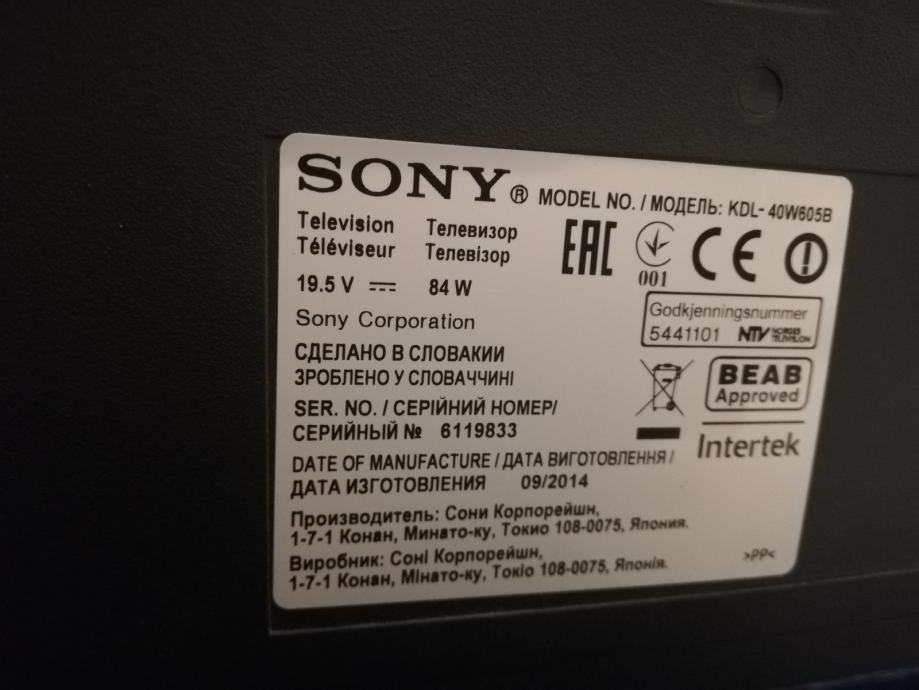 SONY® MODEL NO. / МОДЕЛЬ: KDL- 40W605B
Television Телевизор
Téléviseur Телевізор
19.5 V 84 W
Sony Corporation
СДЕЛАНО В СЛОВАКИИ
ЗРОБЛЕНО У СЛОВАЧЧИНІ
SER. NO. / СЕРІЙНИЙ НОМЕР/
СЕРИЙНЫЙ № 6119833
DATE OF MANUFACTURE / ДАТА ВИГОТОВЛЕННЯ /
ДАТА ИЗГОТОВЛЕНИЯ 09/2014
Производитель: Сони Корпорейшн,
1-7-1 Конан, Минато-ку, Токио 108-0075, Япония.
Виробник: Соні Корпорейшн,
1-7-1 Конан, Мінато-ку, Токіо 108-0075, Японія.
EAC
001
CE
Godkjenningsnummer
5441101 NTV NORGES TELEVISION
BEAB
Approved
Intertek
>PP<